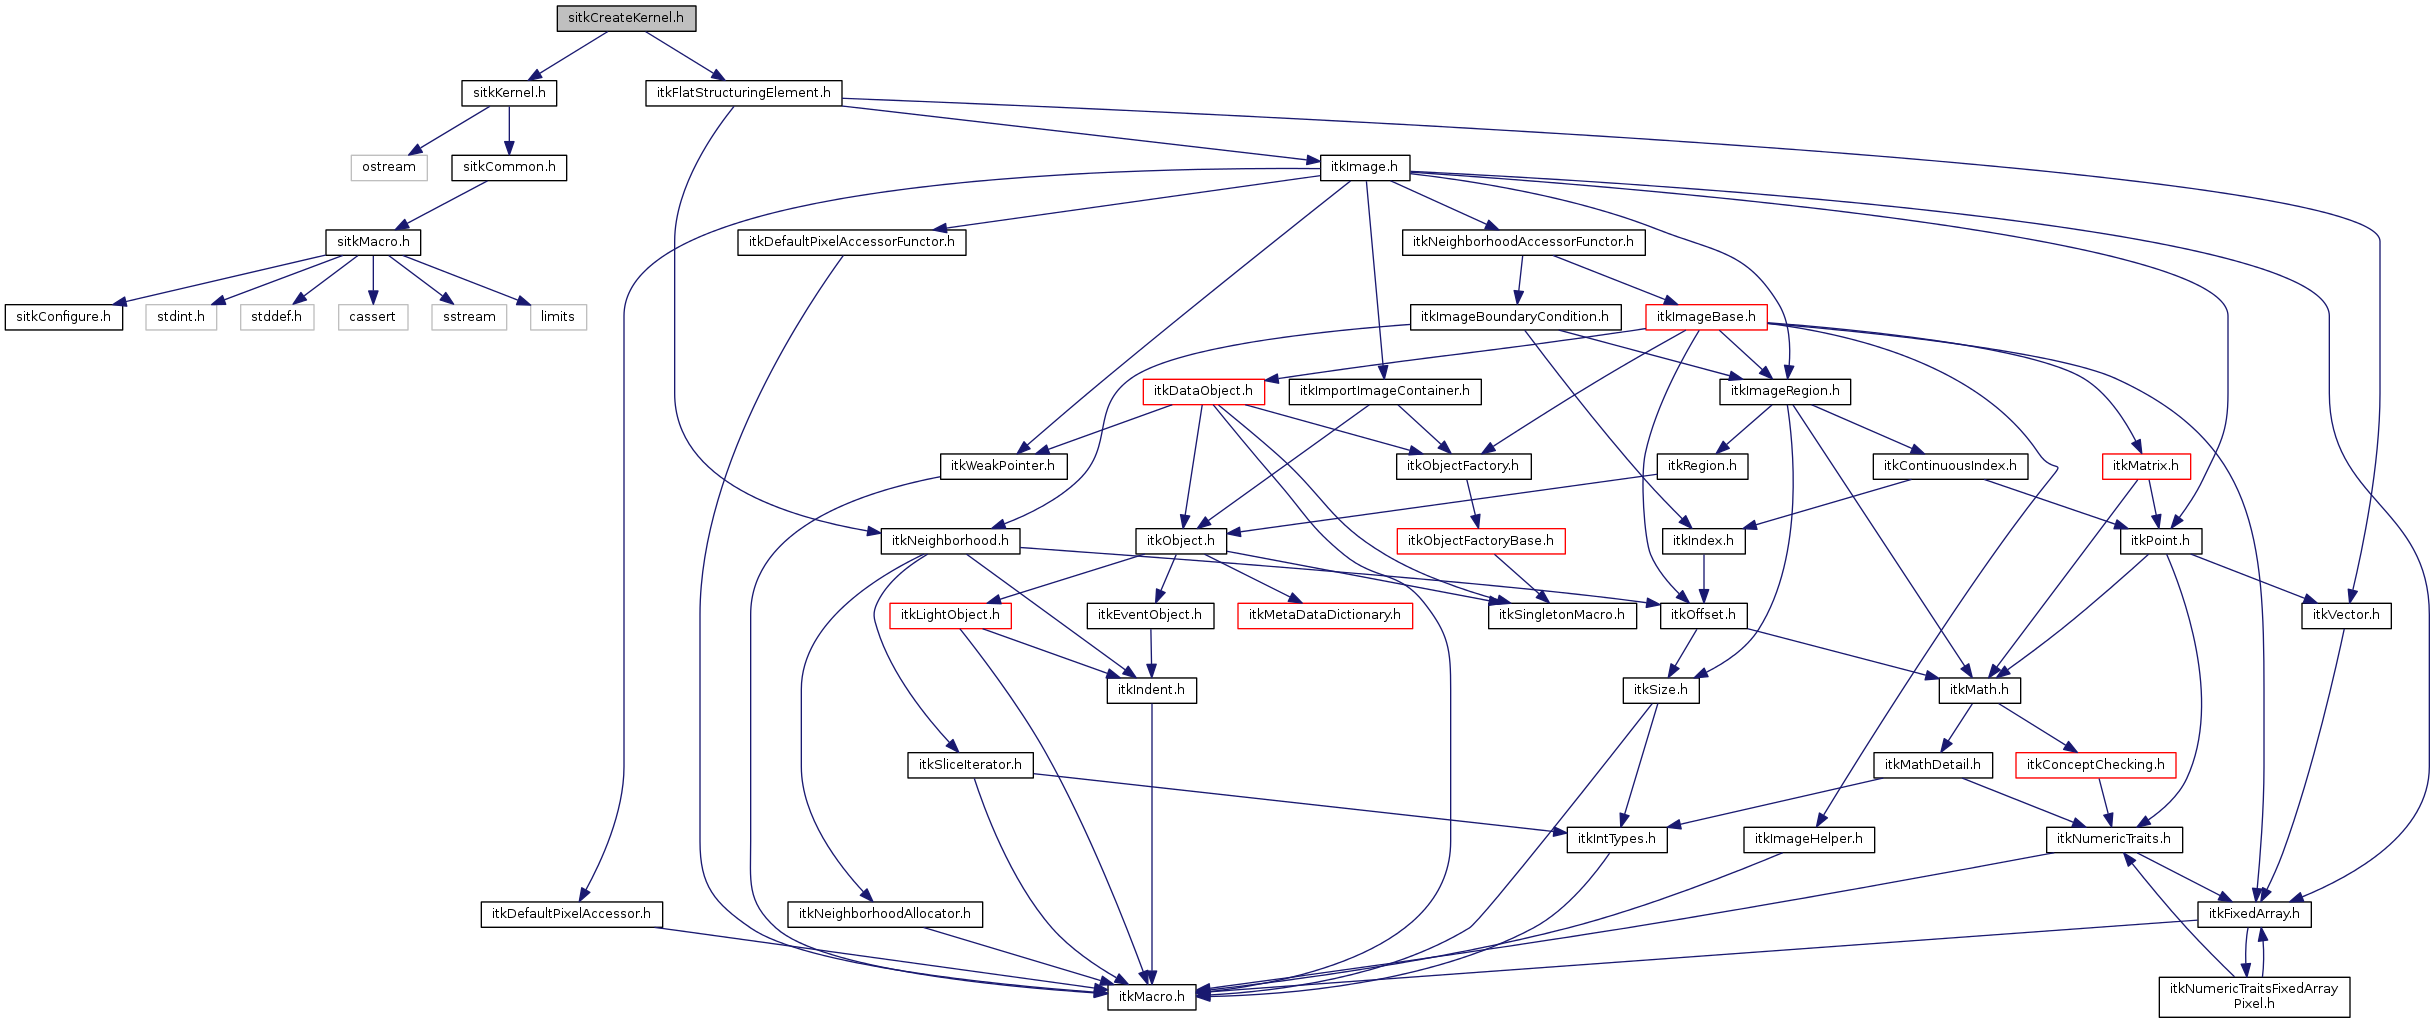 sitkCreateKernel.h
sitkKernel.h
itkFlatStructuringElement.h
ostream
sitkCommon.h
itkImage.h
sitkMacro.h
itkDefaultPixelAccessorFunctor.h
itkNeighborhoodAccessorFunctor.h
sitkConfigure.h
stdint.h
stddef.h
cassert
sstream
limits
itkImageBoundaryCondition.h
itkImageBase.h
itkDataObject.h
itkImportImageContainer.h
itkImageRegion.h
itkWeakPointer.h
itkObjectFactory.h
itkRegion.h
itkContinuousIndex.h
itkMatrix.h
itkNeighborhood.h
itkObject.h
itkObjectFactoryBase.h
itkIndex.h
itkPoint.h
itkLightObject.h
itkEventObject.h
itkMetaDataDictionary.h
itkSingletonMacro.h
itkOffset.h
itkVector.h
itkIndent.h
itkSize.h
itkMath.h
itkSliceIterator.h
itkMathDetail.h
itkConceptChecking.h
itkIntTypes.h
itkImageHelper.h
itkNumericTraits.h
itkDefaultPixelAccessor.h
itkNeighborhoodAllocator.h
itkFixedArray.h
itkMacro.h
itkNumericTraitsFixedArray
Pixel.h